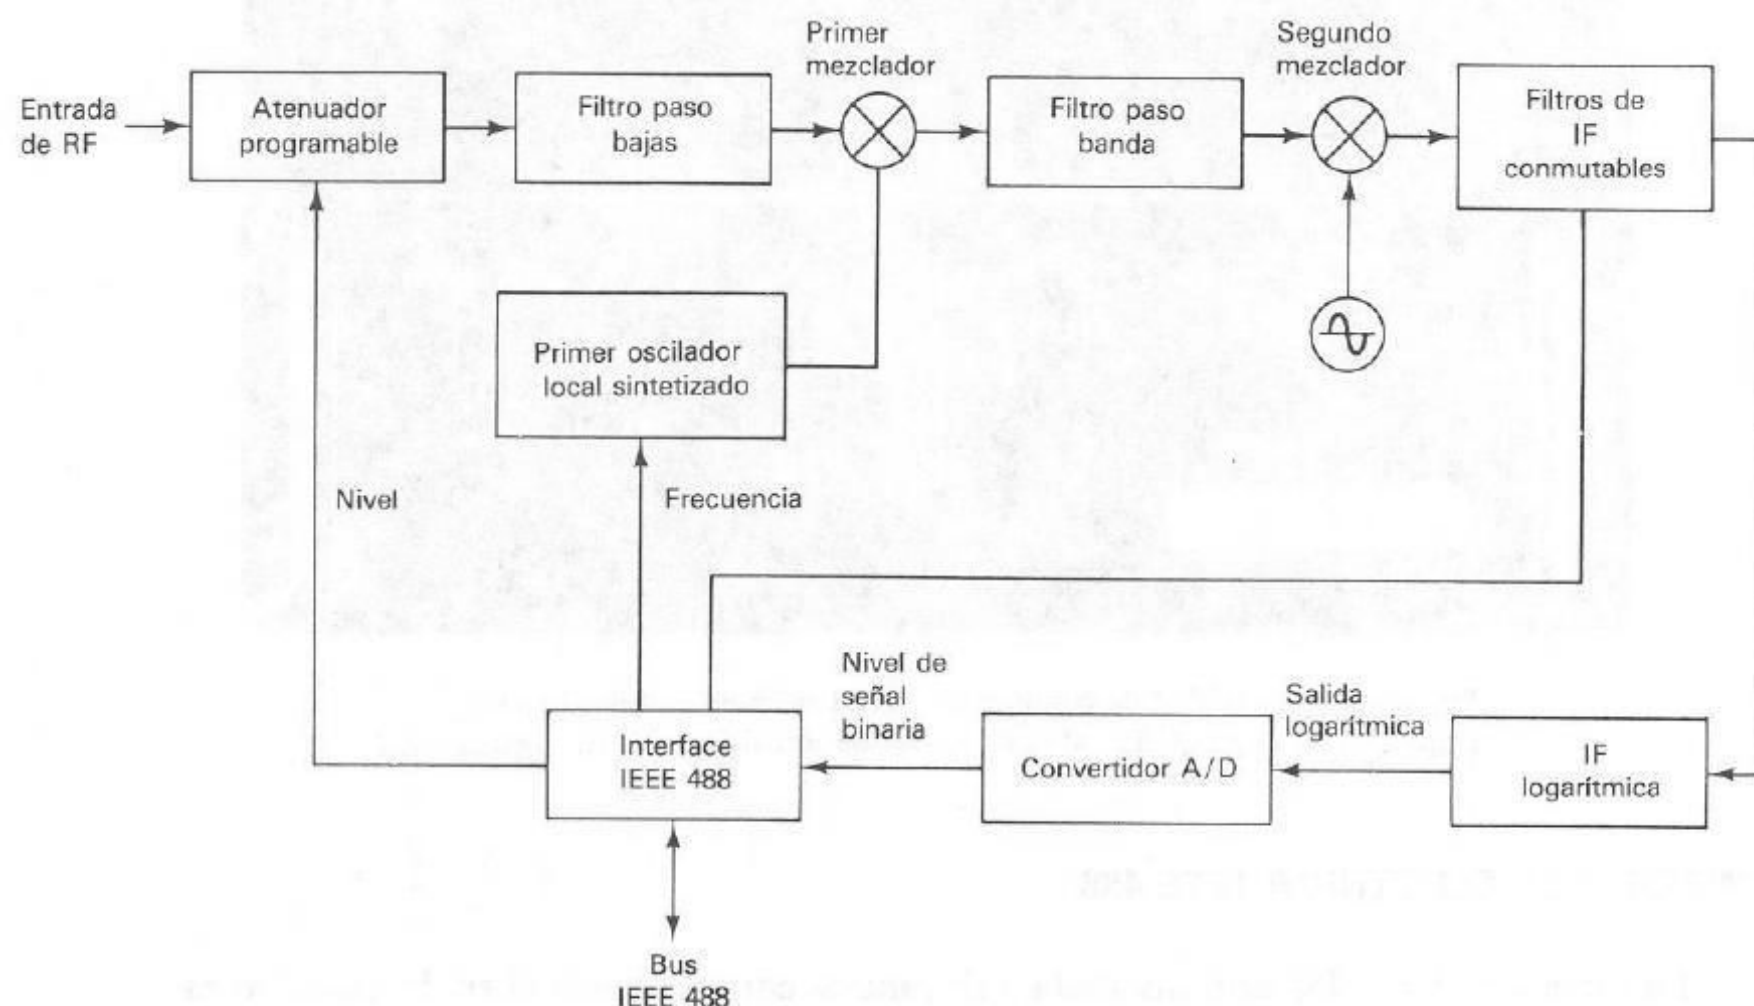 Entrada
de RF
Atenuador
programable
Filtro paso
bajas
Primer
mezclador
Filtro paso
banda
Segundo
mezclador
Filtros de
IF
conmutables
Primer oscilador
local sintetizado
Nivel
Frecuencia
Interface
IEEE 488
Nivel de
señal
binaria
Convertidor A/D
Salida
logarítmica
IF
logarítmica
Bus
IEEE 488